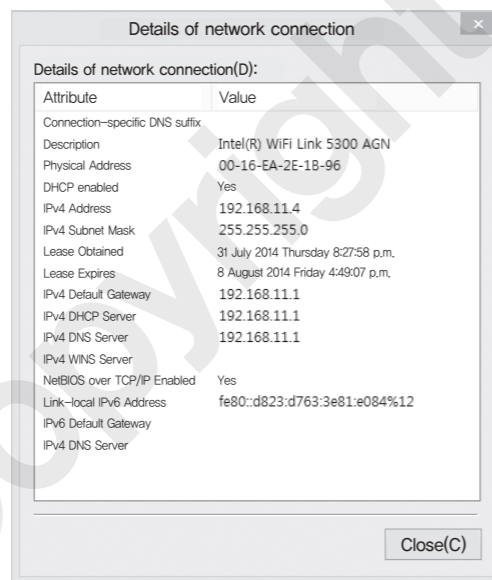 Details of network connection
Details of network connection(D):
Attribute Value
Connection-specific DNS suffix
Description Intel(R) WiFi Link 5300 AGN
Physical Address 00-16-EA-2E-1B-96
DHCP enabled Yes
IPv4 Address 192.168.11.4
IPv4 Subnet Mask 255.255.255.0
Lease Obtained 31 July 2014 Thursday 8:27:58 p.m.
Lease Expires 8 August 2014 Friday 4:49:07 p.m.
IPv4 Default Gateway 192.168.11.1
IPv4 DHCP Server 192.168.11.1
IPv4 DNS Server 192.168.11.1
IPv4 WINS Server
NetBIOS over TCP/IP Enabled Yes
Link-local IPv6 Address fe80::d823:d763:3e81:e084%12
IPv6 Default Gateway
IPv4 DNS Server
Close(C)